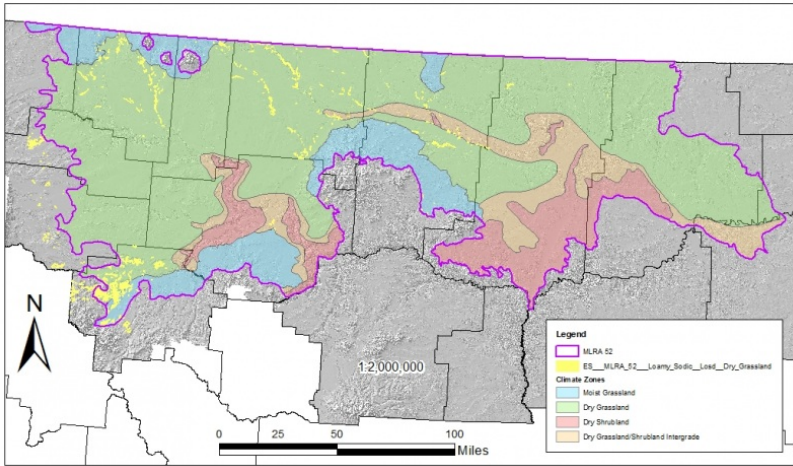 N
1:2,000,000
0 25 50 100
Miles
Legend
MLRA 52
ES___MLRA_52___Loamy_Sodic__Losd__Dry_Grassland
Climate Zones
Moist Grassland
Dry Grassland
Dry Shrubland
Dry Grassland/Shrubland Intergrade